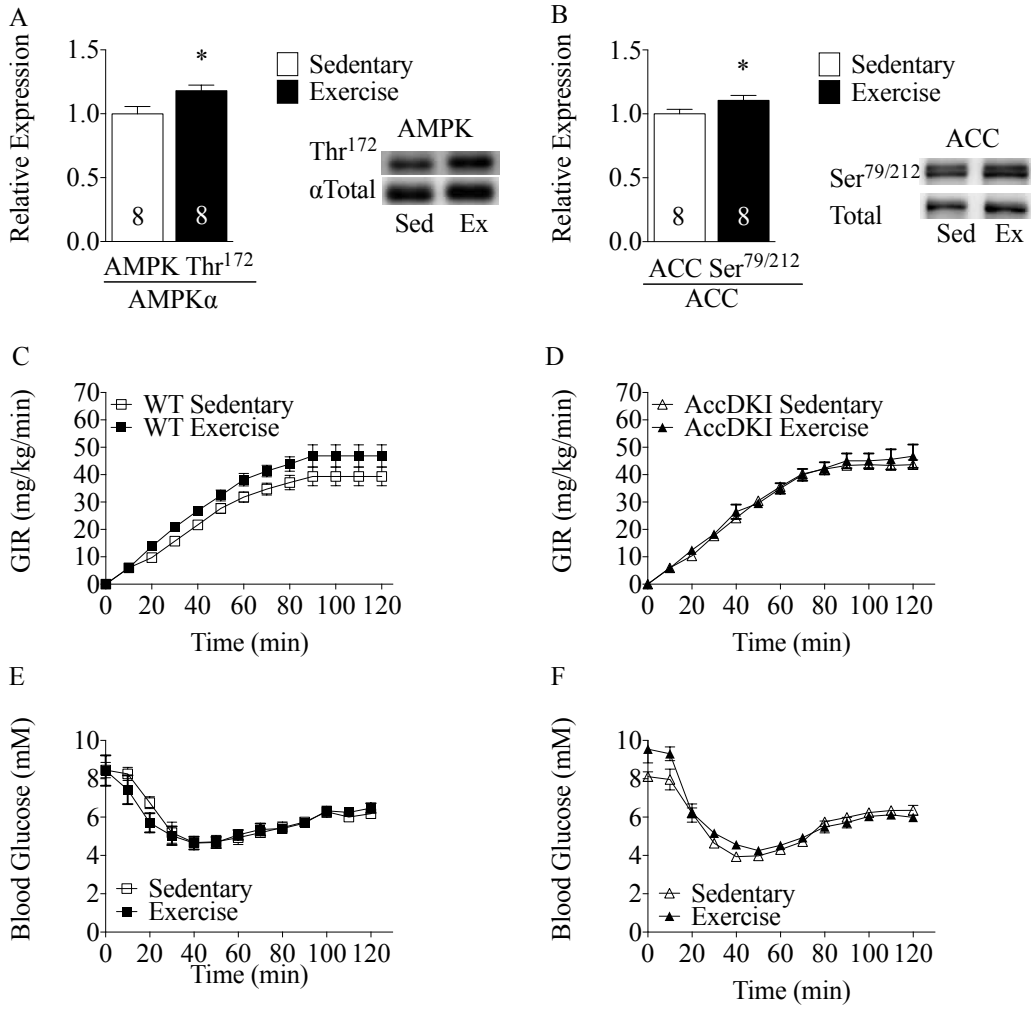 A
Relative Expression
1.5
1.0
0.5
0.0
*
8
8
AMPK Thr172
AMPKα
Sedentary
Exercise
AMPK
Thr172
αTotal
Sed Ex
B
Relative Expression
1.5
1.0
0.5
0.0
*
8
8
ACC Ser79/212
ACC
Sedentary
Exercise
ACC
Ser79/212
Total
Sed Ex
C
GIR (mg/kg/min)
70
60
50
40
30
20
10
0
WT Sedentary
WT Exercise
0 20 40 60 80 100 120
Time (min)
D
GIR (mg/kg/min)
70
60
50
40
30
20
10
0
AccDKI Sedentary
AccDKI Exercise
0 20 40 60 80 100 120
Time (min)
E
Blood Glucose (mM)
10
8
6
4
2
0
Sedentary
Exercise
0 20 40 60 80 100 120
Time (min)
F
Blood Glucose (mM)
10
8
6
4
2
0
Sedentary
Exercise
0 20 40 60 80 100 120
Time (min)